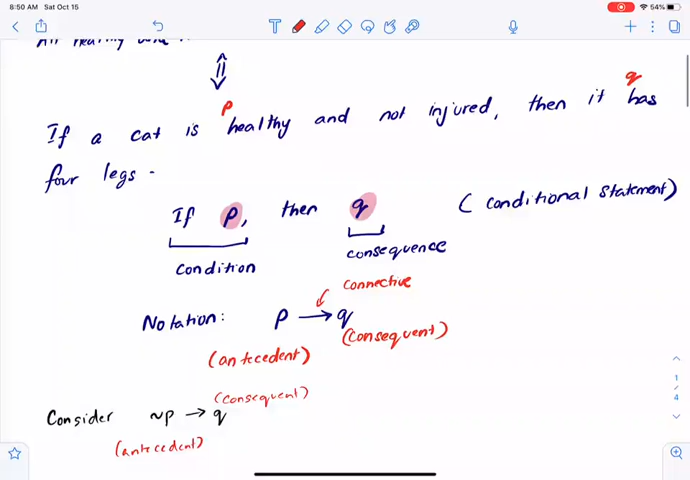 8:50 AM Sat Oct 15
54%
All
p
q
If a cat is healthy and not injured, then it has
four legs -
If p, then q (Conditional statement)
condition
consequence
connective
Notation: p → q
(antecedent)
(consequent)
(consequent)
Consider ~p → q
(antecedent)
1
/
4